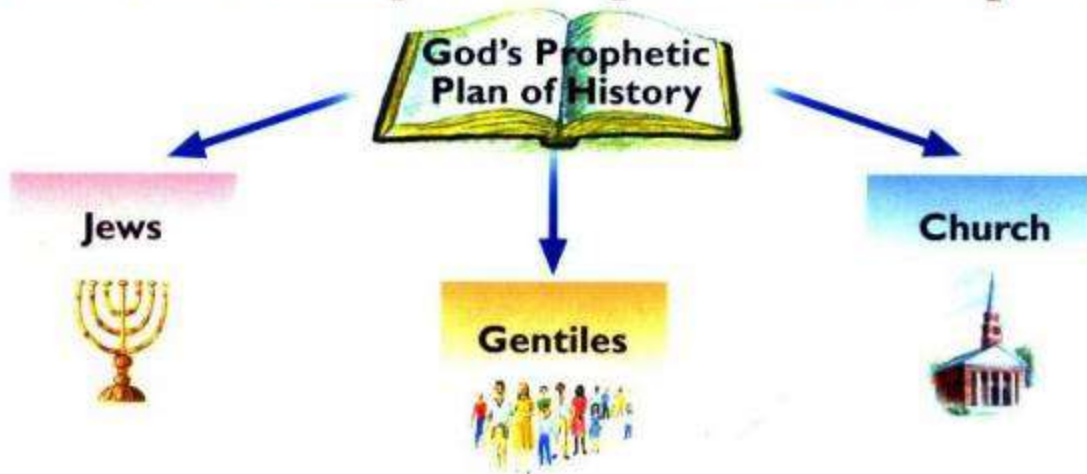 God's Prophetic
Plan of History
Jews
Gentiles
Church